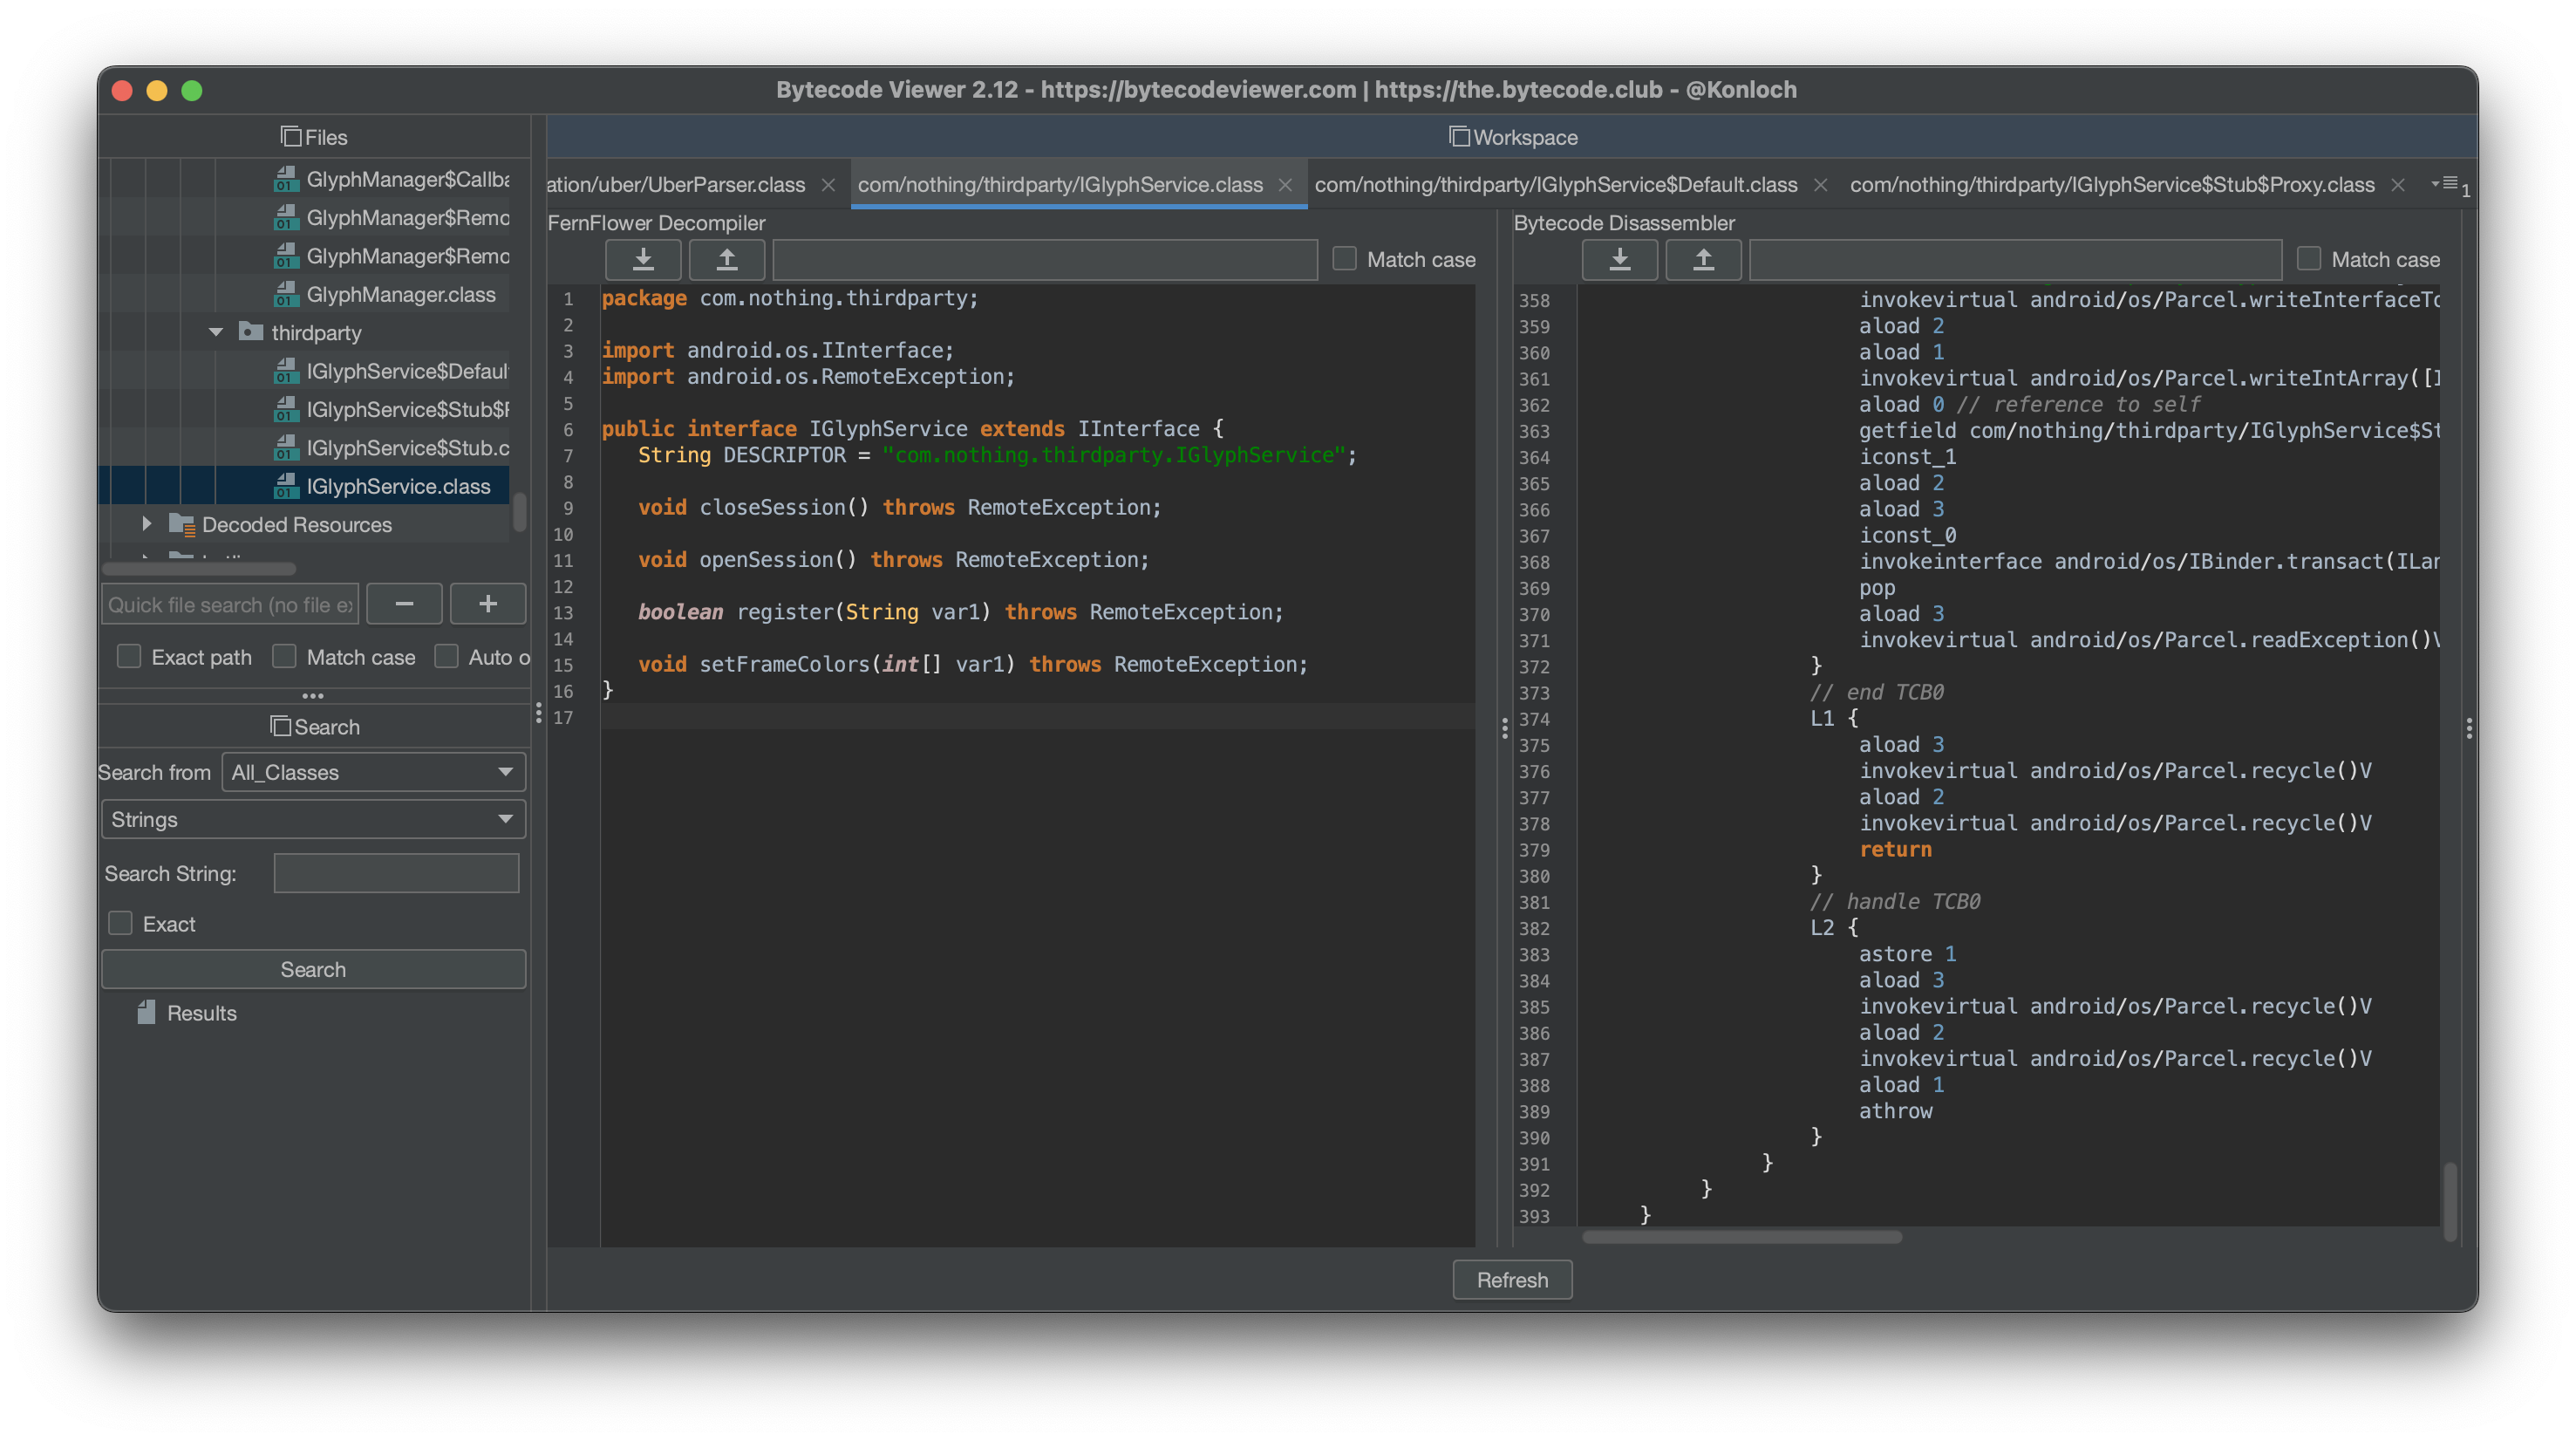 Bytecode Viewer 2.12 - https://bytecodeviewer.com | https://the.bytecode.club - @Konloch
Files
GlyphManager$Callba
GlyphManager$Remo
GlyphManager$Remo
GlyphManager.class
thirdparty
IGlyphService$Defaul
IGlyphService$Stub$
IGlyphService$Stub.c
IGlyphService.class
Decoded Resources
Quick file search (no file ex
Exact path
Match case
Auto o
Search
Search from
All_Classes
Strings
Search String:
Exact
Search
Results
Workspace
ation/uber/UberParser.class
com/nothing/thirdparty/IGlyphService.class
com/nothing/thirdparty/IGlyphService$Default.class
com/nothing/thirdparty/IGlyphService$Stub$Proxy.class
1
FernFlower Decompiler
Match case
1 package com.nothing.thirdparty;
2
3 import android.os.IInterface;
4 import android.os.RemoteException;
5
6 public interface IGlyphService extends IInterface {
7 String DESCRIPTOR = "com.nothing.thirdparty.IGlyphService";
8
9 void closeSession() throws RemoteException;
10
11 void openSession() throws RemoteException;
12
13 boolean register(String var1) throws RemoteException;
14
15 void setFrameColors(int[] var1) throws RemoteException;
16 }
17
Bytecode Disassembler
Match case
358 invokevirtual android/os/Parcel.writeInterfaceTo
359 aload 2
360 aload 1
361 invokevirtual android/os/Parcel.writeIntArray([I
362 aload 0 // reference to self
363 getfield com/nothing/thirdparty/IGlyphService$St
364 iconst_1
365 aload 2
366 aload 3
367 iconst_0
368 invokeinterface android/os/IBinder.transact(ILan
369 pop
370 aload 3
371 invokevirtual android/os/Parcel.readException()V
372 }
373 // end TCB0
374 L1 {
375 aload 3
376 invokevirtual android/os/Parcel.recycle()V
377 aload 2
378 invokevirtual android/os/Parcel.recycle()V
379 return
380 }
381 // handle TCB0
382 L2 {
383 astore 1
384 aload 3
385 invokevirtual android/os/Parcel.recycle()V
386 aload 2
387 invokevirtual android/os/Parcel.recycle()V
388 aload 1
389 athrow
390 }
391 }
392 }
393 }
Refresh